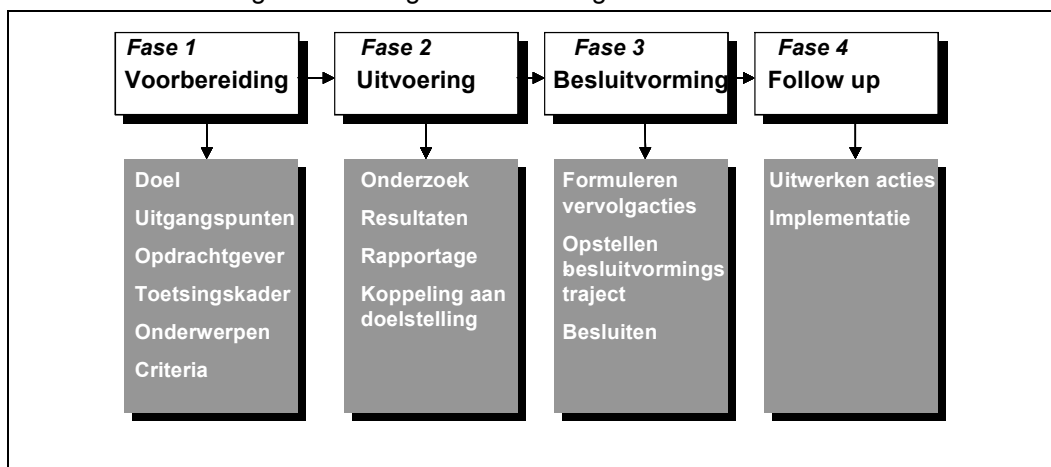 Fase 1
Voorbereiding
Fase 2
Uitvoering
Fase 3
Besluitvorming
Fase 4
Follow up
Doel
Uitgangspunten
Opdrachtgever
Toetsingskader
Onderwerpen
Criteria
Onderzoek
Resultaten
Rapportage
Koppeling aan
doelstelling
Formuleren
vervolgacties
Opstellen
besluitvormings
traject
Besluiten
Uitwerken acties
Implementatie